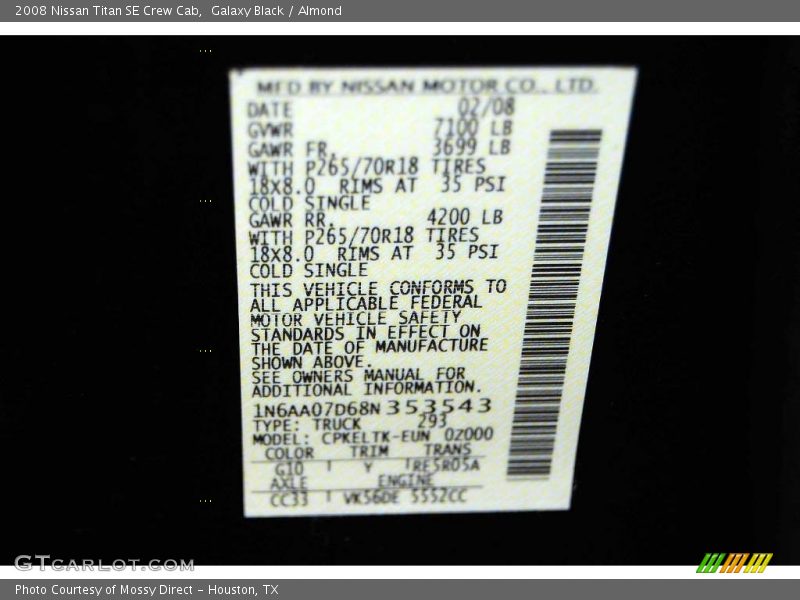 2008 Nissan Titan SE Crew Cab, Galaxy Black / Almond
MFD BY NISSAN MOTOR CO., LTD.
DATE 02/08
GVWR 7100 LB
GAWR FR. 3699 LB
WITH P265/70R18 TIRES
18x8.0 RIMS AT 35 PSI
COLD SINGLE
GAWR RR. 4200 LB
WITH P265/70R18 TIRES
18x8.0 RIMS AT 35 PSI
COLD SINGLE
THIS VEHICLE CONFORMS TO
ALL APPLICABLE FEDERAL
MOTOR VEHICLE SAFETY
STANDARDS IN EFFECT ON
THE DATE OF MANUFACTURE
SHOWN ABOVE.
SEE OWNERS MANUAL FOR
ADDITIONAL INFORMATION.
1N6AA07D68N353543
TYPE: TRUCK 293
MODEL: CPKELTK-EUN 02000
COLOR TRIM TRANS
G10 Y RE5R05A
AXLE ENGINE
CC33 VK56DE 5552CC
GTCarLot.com
Photo Courtesy of Mossy Direct - Houston, TX